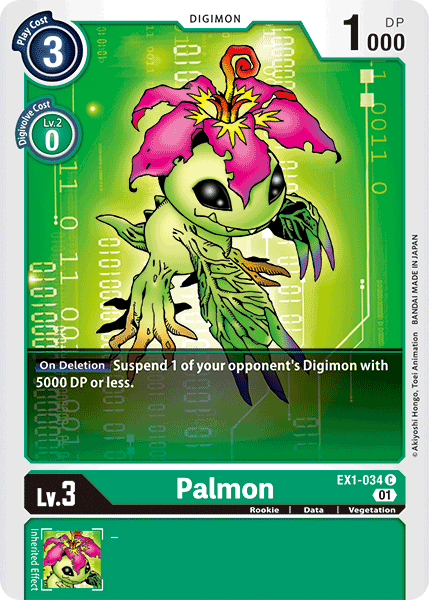 Play Cost
3
DIGIMON
DP
1000
Digivolve Cost
Lv.2
0
On Deletion Suspend 1 of your opponent's Digimon with
5000 DP or less.
©Akiyoshi Hongo, Toei Animation BANDAI MADE IN JAPAN
Lv.3
Palmon
EX1-034 C
01
Rookie | Data | Vegetation
Inherited Effect
–